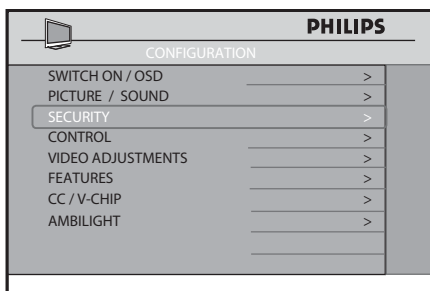 PHILIPS
CONFIGURATION
SWITCH ON / OSD >
PICTURE / SOUND >
SECURITY >
CONTROL >
VIDEO ADJUSTMENTS >
FEATURES >
CC / V-CHIP >
AMBILIGHT >